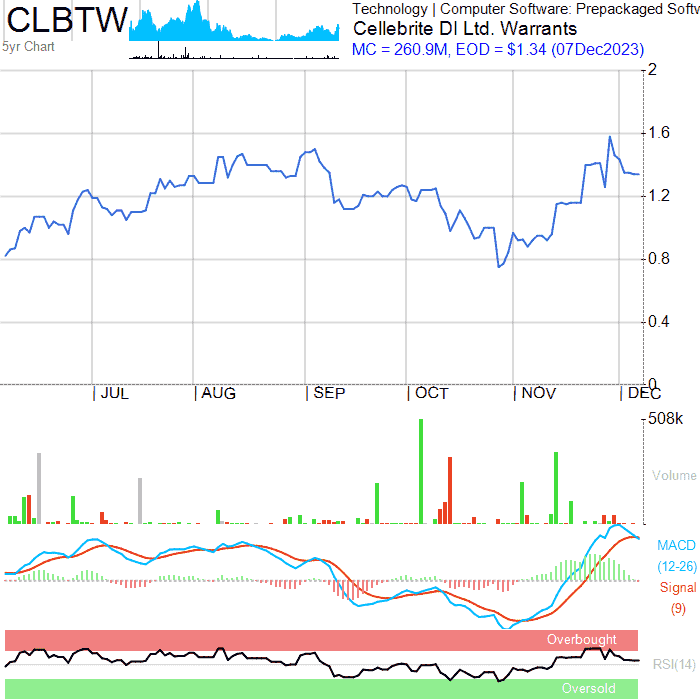 CLBTW
5yr Chart
Technology | Computer Software: Prepackaged Softw
Cellebrite DI Ltd. Warrants
MC = 260.9M, EOD = $1.34 (07Dec2023)
2
1.6
1.2
0.8
0.4
0
JUL AUG SEP OCT NOV DEC
508k
Volume
MACD
(12-26)
Signal
(9)
Overbought
RSI(14)
Oversold